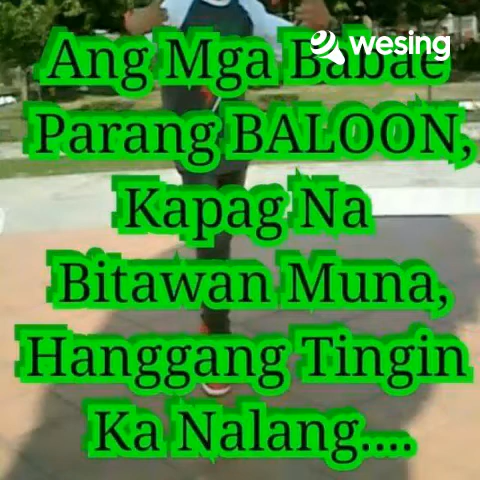 wesing
Ang Mga Babae
Parang BALOON,
Kapag Na
Bitawan Muna,
Hanggang Tingin
Ka Nalang....